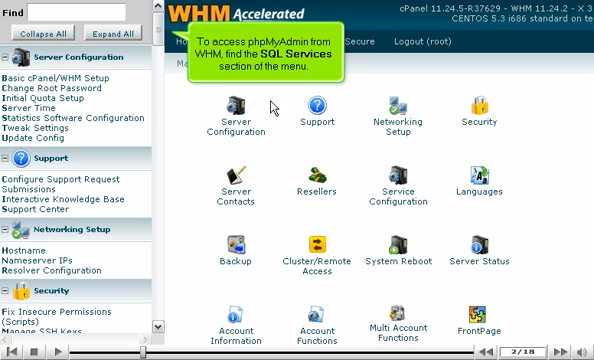 Find
Collapse All
Expand All
Server Configuration
Basic cPanel/WHM Setup
Change Root Password
Initial Quota Setup
Server Time
Statistics Software Configuration
Tweak Settings
Update Config
Support
Configure Support Request
Submissions
Interactive Knowledge Base
Support Center
Networking Setup
Hostname
Nameserver IPs
Resolver Configuration
Security
Fix Insecure Permissions
(Scripts)
Manage SSH Keys
WHM Accelerated
cPanel 11.24.5-R37629 - WHM 11.24.2 - X 3
CENTOS 5.3 i686 standard on te
Secure
Logout (root)
To access phpMyAdmin from
WHM, find the SQL Services
section of the menu.
Server
Configuration
Support
Networking
Setup
Security
Server
Contacts
Resellers
Service
Configuration
Languages
Backup
Cluster/Remote
Access
System Reboot
Server Status
Account
Information
Account
Functions
Multi Account
Functions
FrontPage
2/18